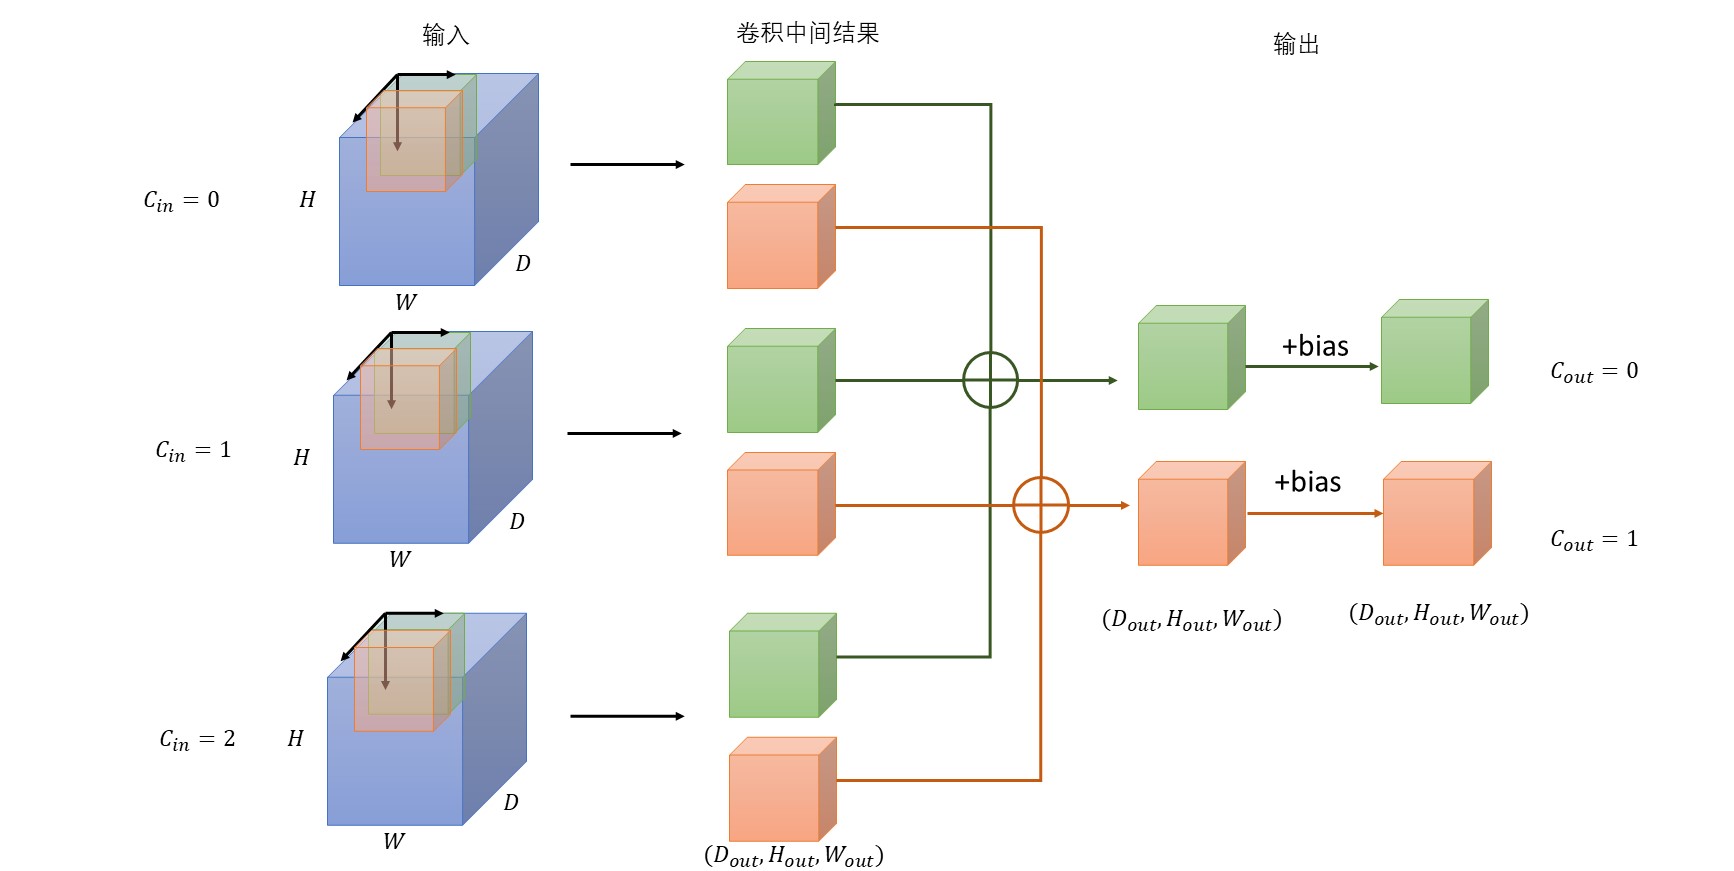 输入
卷积中间结果
输出
C_{in} = 0
H
D
W
C_{in} = 1
H
D
W
C_{in} = 2
H
D
W
(D_{out}, H_{out}, W_{out})
+bias
C_{out} = 0
+bias
C_{out} = 1
(D_{out}, H_{out}, W_{out})
(D_{out}, H_{out}, W_{out})